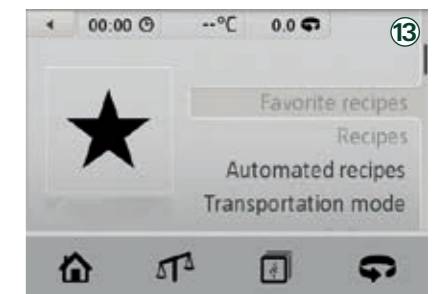 00:00 --°C 0.0 13
Favorite recipes
Recipes
Automated recipes
Transportation mode